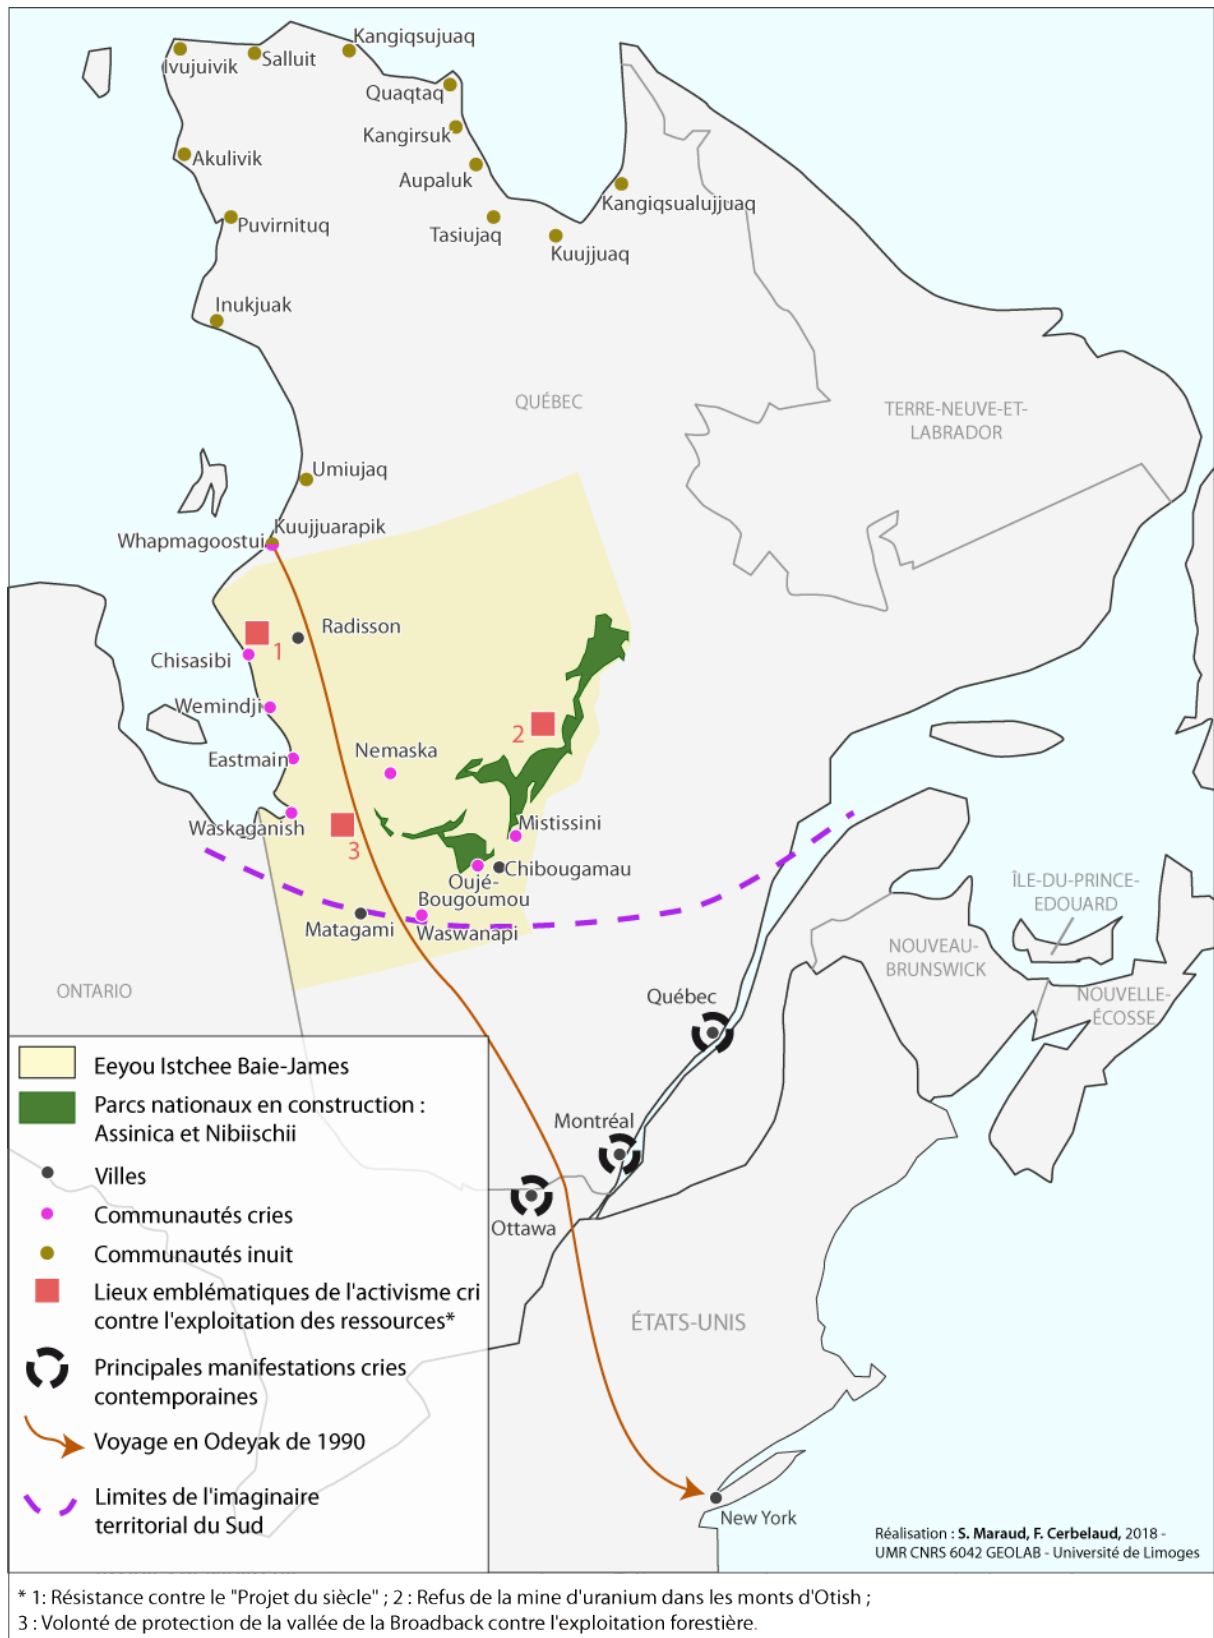 Kangiqsujuaq
Ivujuivik
Salluit
Quaqtaq
Kangirsuk
Akulivik
Aupaluk
Kangiqsualujjuaq
Puvirnituq
Tasiujaq
Kuujjuaq
Inukjuak
QUÉBEC
TERRE-NEUVE-ET-
LABRADOR
Umiujaq
Kuujjuarapik
Whapmagoostui
Radisson
1
Chisasibi
Wemindji
2
Nemaska
Eastmain
Waskaganish
3
Mistissini
Chibougamau
Oujé-
Bougoumou
Matagami
Waswanapi
ÎLE-DU-PRINCE-
EDOUARD
NOUVEAU-
BRUNSWICK
NOUVELLE-
ÉCOSSE
ONTARIO
Québec
Montréal
Ottawa
ÉTATS-UNIS
New York
Eeyou Istchee Baie-James
Parcs nationaux en construction :
Assinica et Nibiischii
Villes
Communautés cries
Communautés inuit
Lieux emblématiques de l'activisme cri
contre l'exploitation des ressources*
Principales manifestations cries
contemporaines
Voyage en Odeyak de 1990
Limites de l'imaginaire
territorial du Sud
Réalisation : S. Maraud, F. Cerbelaud, 2018 -
UMR CNRS 6042 GEOLAB - Université de Limoges
* 1: Résistance contre le "Projet du siècle" ; 2 : Refus de la mine d'uranium dans les monts d'Otish ;
3 : Volonté de protection de la vallée de la Broadback contre l'exploitation forestière.